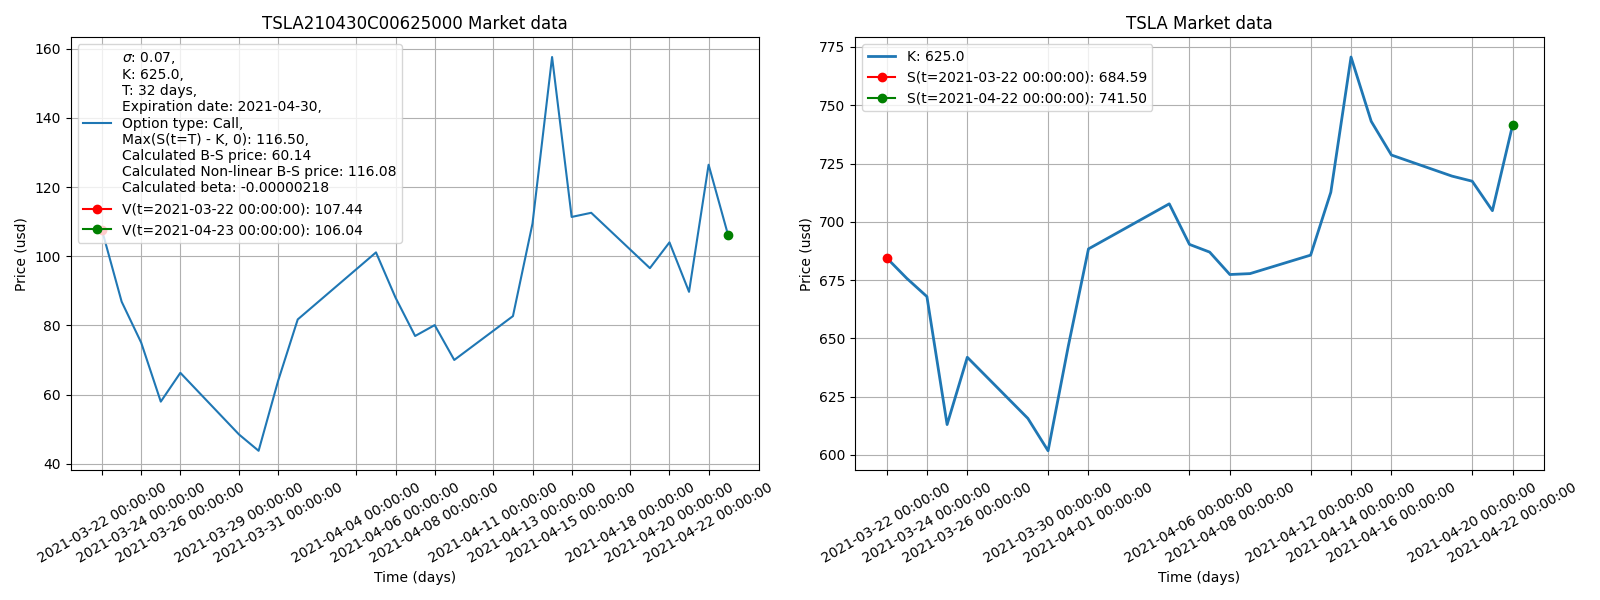 TSLA210430C00625000 Market data
σ: 0.07,
K: 625.0,
T: 32 days,
Expiration date: 2021-04-30,
Option type: Call,
Max(S(t=T) - K, 0): 116.50,
Calculated B-S price: 60.14
Calculated Non-linear B-S price: 116.08
Calculated beta: -0.00000218
V(t=2021-03-22 00:00:00): 107.44
V(t=2021-04-23 00:00:00): 106.04
Price (usd)
160
140
120
100
80
60
40
2021-03-22 00:00:00
2021-03-24 00:00:00
2021-03-26 00:00:00
2021-03-29 00:00:00
2021-03-31 00:00:00
2021-04-04 00:00:00
2021-04-06 00:00:00
2021-04-08 00:00:00
2021-04-11 00:00:00
2021-04-13 00:00:00
2021-04-15 00:00:00
2021-04-18 00:00:00
2021-04-20 00:00:00
2021-04-22 00:00:00
Time (days)
TSLA Market data
K: 625.0
S(t=2021-03-22 00:00:00): 684.59
S(t=2021-04-22 00:00:00): 741.50
Price (usd)
775
750
725
700
675
650
625
600
2021-03-22 00:00:00
2021-03-24 00:00:00
2021-03-26 00:00:00
2021-03-30 00:00:00
2021-04-01 00:00:00
2021-04-06 00:00:00
2021-04-08 00:00:00
2021-04-12 00:00:00
2021-04-14 00:00:00
2021-04-16 00:00:00
2021-04-20 00:00:00
2021-04-22 00:00:00
Time (days)